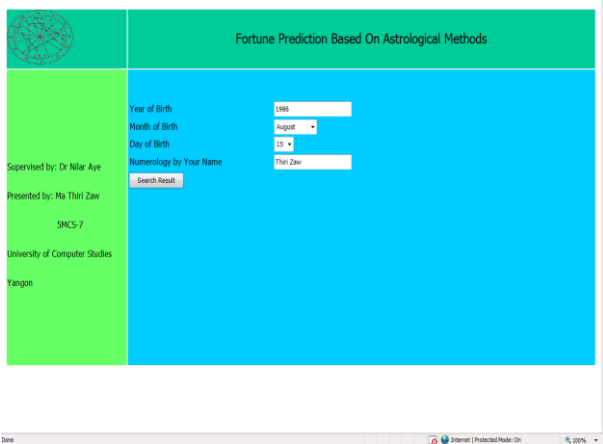 Fortune Prediction Based On Astrological Methods
Year of Birth 1986
Month of Birth August
Day of Birth 15
Numerology by Your Name Thiri Zaw
Search Result
Supervised by: Dr Nilar Aye
Presented by: Ma Thiri Zaw
5MCS-7
University of Computer Studies
Yangon
Done Internet | Protected Mode: On 100%